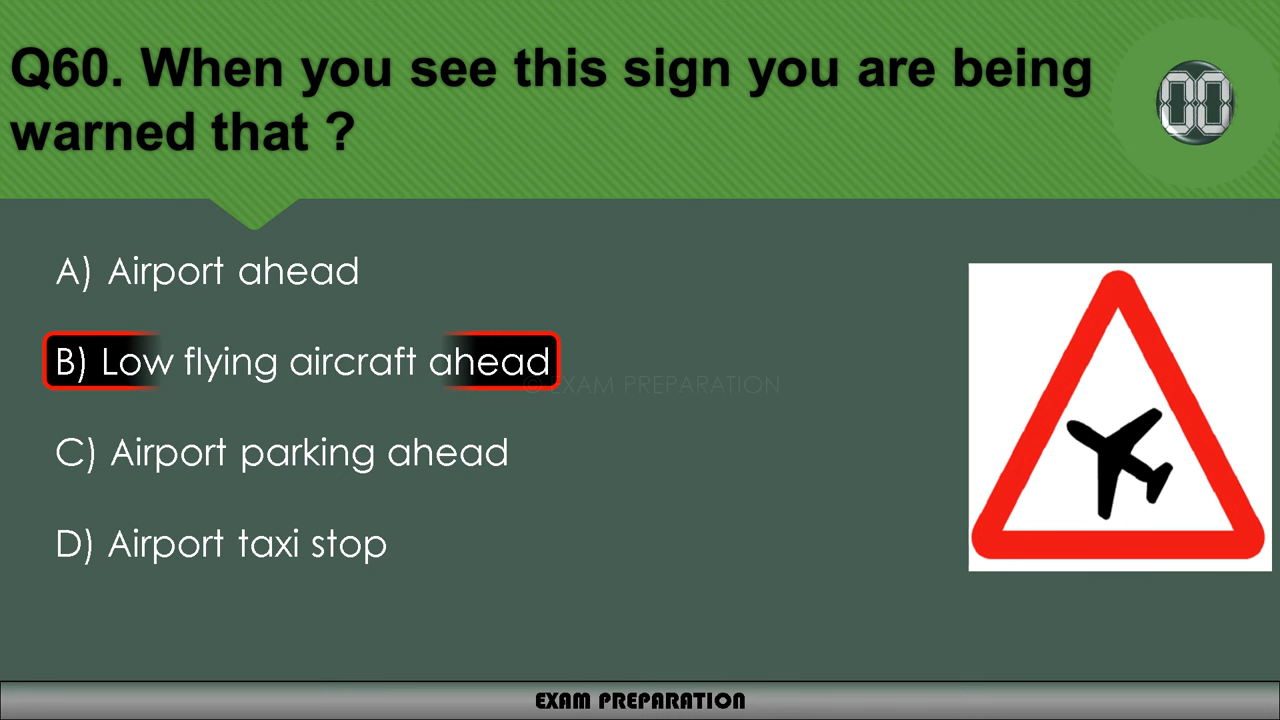 Q60. When you see this sign you are being
warned that ?
00
A) Airport ahead
B) Low flying aircraft ahead
© EXAM PREPARATION
C) Airport parking ahead
D) Airport taxi stop
EXAM PREPARATION